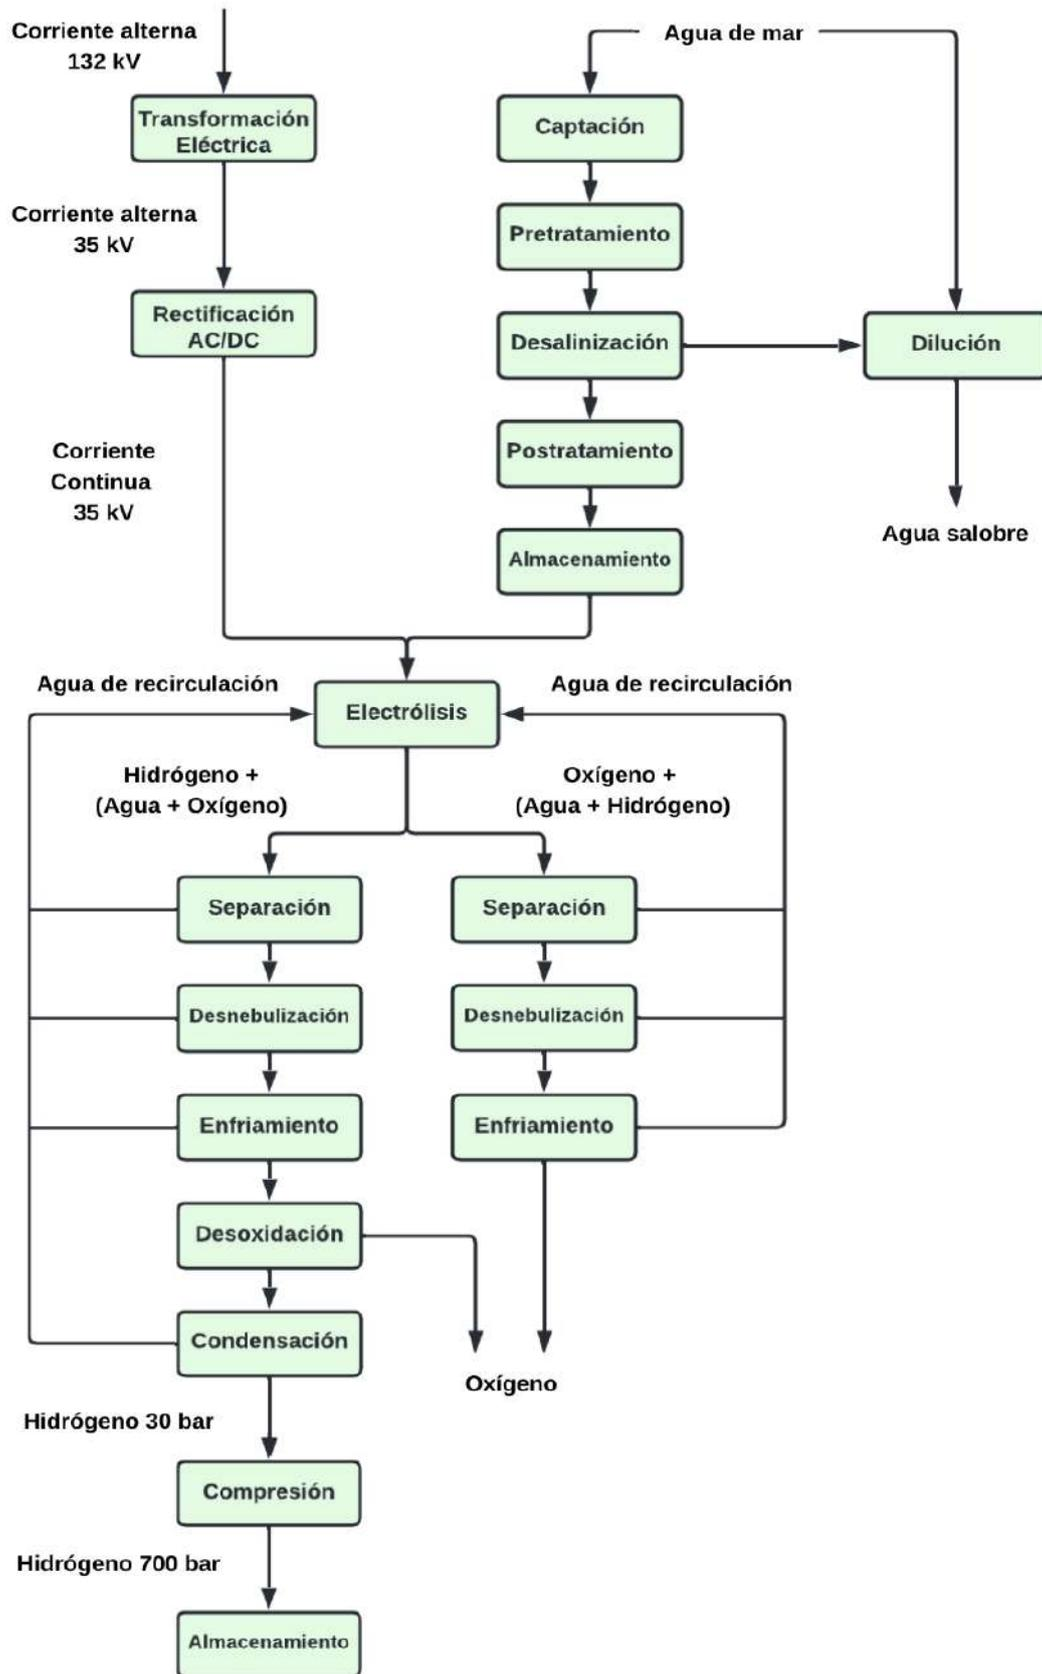 Corriente alterna
132 kV
Transformación
Eléctrica
Corriente alterna
35 kV
Rectificación
AC/DC
Corriente
Continua
35 kV
Agua de mar
Captación
Pretratamiento
Desalinización
Dilución
Postratamiento
Agua salobre
Almacenamiento
Agua de recirculación
Electrólisis
Agua de recirculación
Hidrógeno +
(Agua + Oxígeno)
Oxígeno +
(Agua + Hidrógeno)
Separación
Separación
Desnebulización
Desnebulización
Enfriamiento
Enfriamiento
Desoxidación
Condensación
Oxígeno
Hidrógeno 30 bar
Compresión
Hidrógeno 700 bar
Almacenamiento